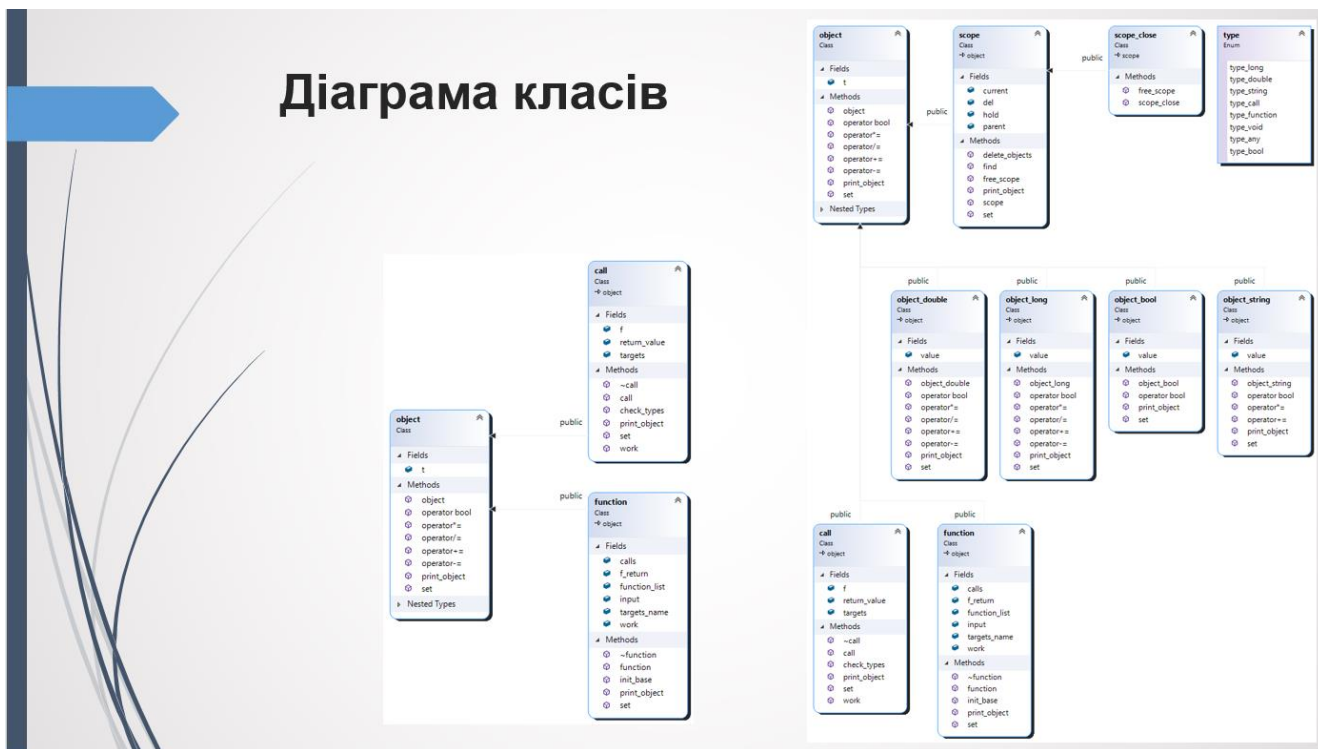 Діаграма класів
call
Class
object
Fields
f
return_value
targets
Methods
~call
call
check_types
print_object
set
work
public
object
Class
Fields
t
Methods
object
operator bool
operator*=
operator/=
operator+=
operator-=
print_object
set
Nested Types
public
function
Class
object
Fields
calls
f_return
function_list
input
targets_name
work
Methods
~function
function
init_base
print_object
set
object
Class
Fields
t
Methods
object
operator bool
operator*=
operator/=
operator+=
operator-=
print_object
set
Nested Types
public
scope
Class
object
Fields
current
del
hold
parent
Methods
delete_objects
find
free_scope
print_object
scope
set
public
scope_close
Class
scope
Methods
free_scope
scope_close
type
Enum
type_long
type_double
type_string
type_call
type_function
type_void
type_any
type_bool
public
object_double
Class
object
Fields
value
Methods
object_double
operator bool
operator*=
operator/=
operator+=
operator-=
print_object
set
public
object_long
Class
object
Fields
value
Methods
object_long
operator bool
operator*=
operator/=
operator+=
operator-=
print_object
set
public
object_bool
Class
object
Fields
value
Methods
object_bool
operator bool
print_object
set
public
object_string
Class
object
Fields
value
Methods
object_string
operator bool
operator*=
operator+=
print_object
set
public
call
Class
object
Fields
f
return_value
targets
Methods
~call
call
check_types
print_object
set
work
public
function
Class
object
Fields
calls
f_return
function_list
input
targets_name
work
Methods
~function
function
init_base
print_object
set